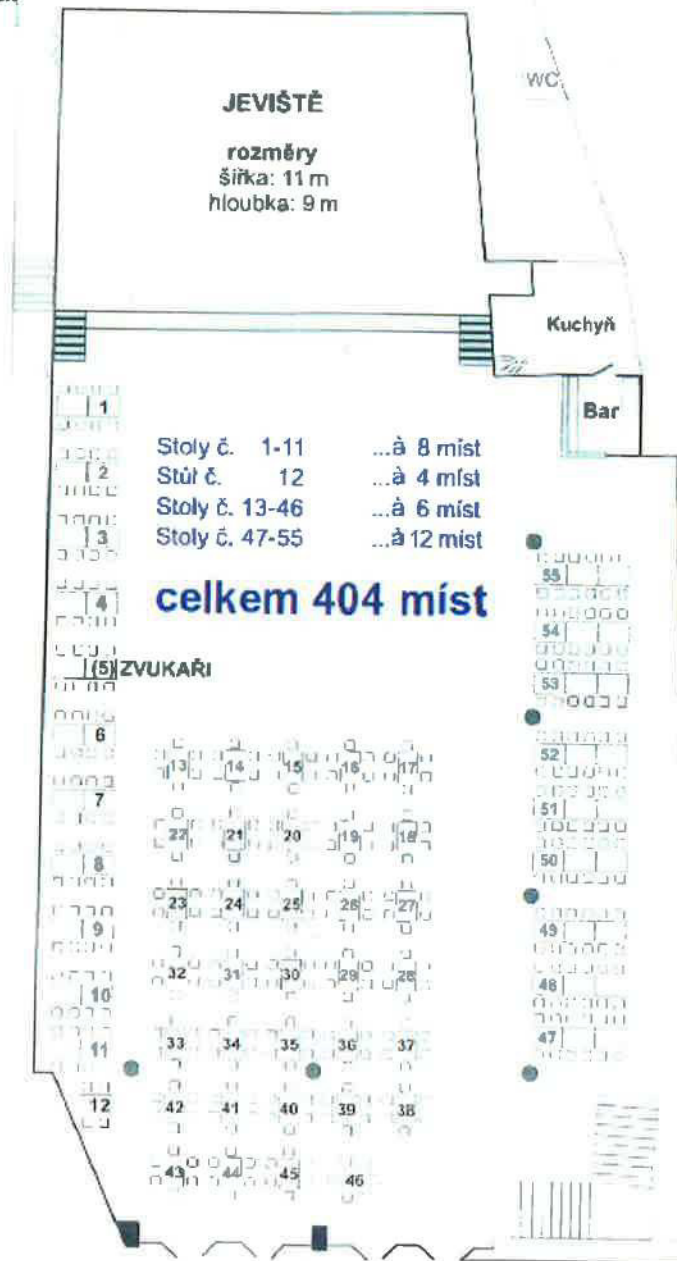 JEVIŠTĚ
rozměry
šířka: 11 m
hloubka: 9 m
WC
Kuchyň
Bar
Stoly č. 1-11 ...à 8 míst
Stůl č. 12 ...à 4 míst
Stoly č. 13-46 ...à 6 míst
Stoly č. 47-55 ...à 12 míst
celkem 404 míst
1
2
3
4
(5) ZVUKAŘI
6
7
8
9
10
11
12
13 14 15 16 17
22 21 20 19 18
23 24 25 26 27
32 31 30 29 28
33 34 35 36 37
42 41 40 39 38
43 44 45 46
55
54
53
52
51
50
49
48
47